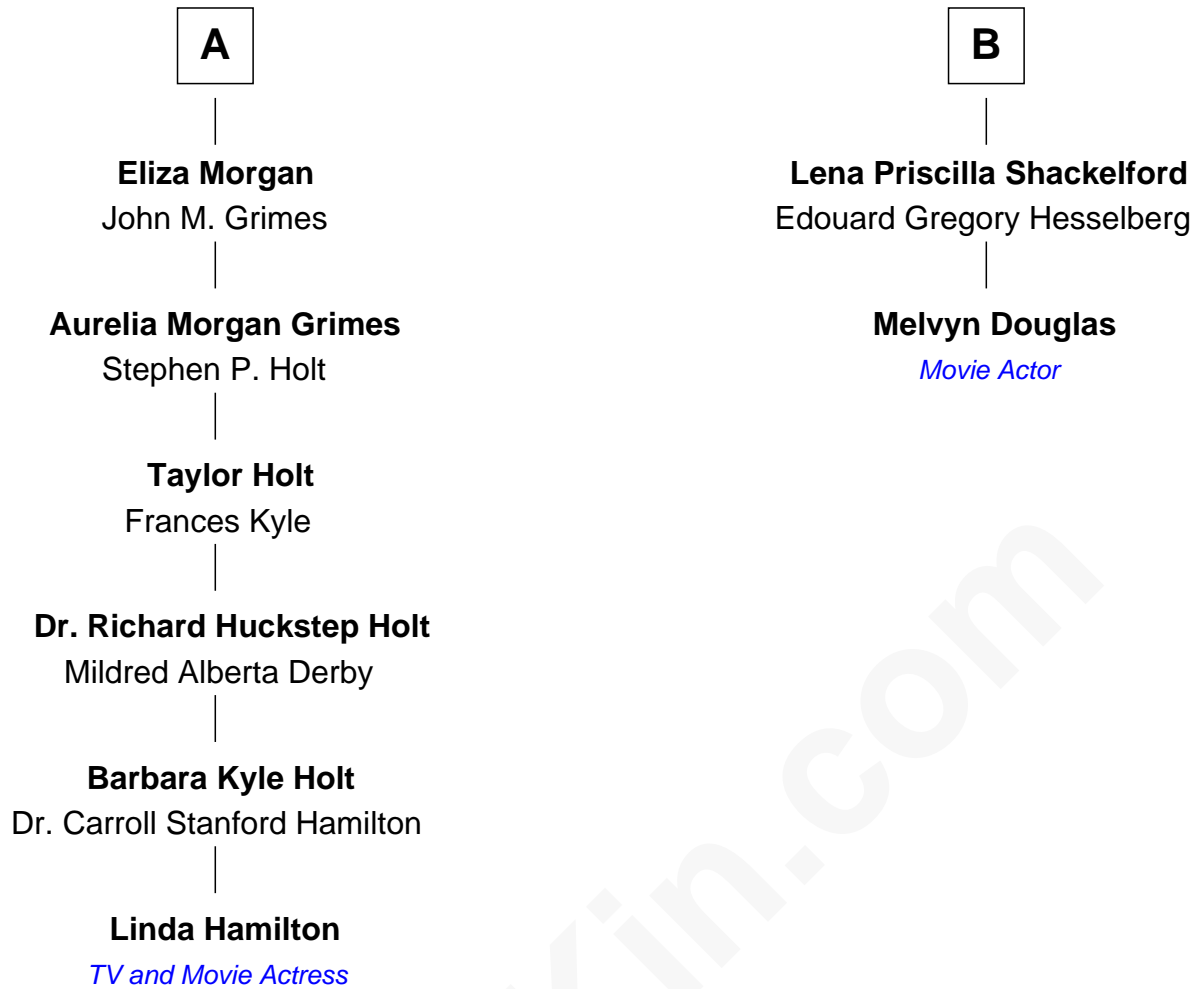 A
Eliza Morgan
John M. Grimes
Aurelia Morgan Grimes
Stephen P. Holt
Taylor Holt
Frances Kyle
Dr. Richard Huckstep Holt
Mildred Alberta Derby
Barbara Kyle Holt
Dr. Carroll Stanford Hamilton
Linda Hamilton
TV and Movie Actress
B
Lena Priscilla Shackelford
Edouard Gregory Hesselberg
Melvyn Douglas
Movie Actor
Kin.com